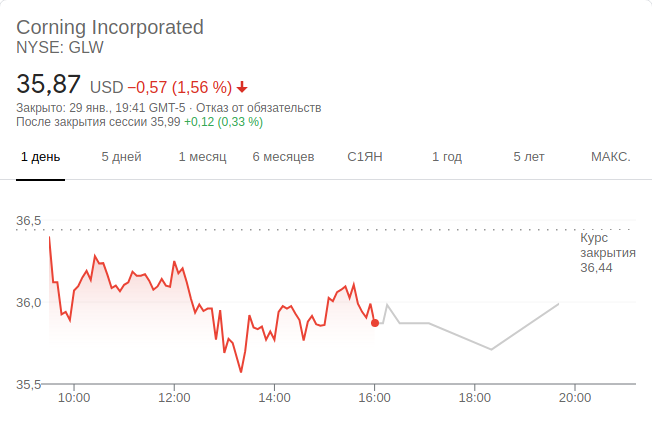 Corning Incorporated
NYSE: GLW
35,87 USD −0,57 (1,56 %)
Закрыто: 29 янв., 19:41 GMT-5 · Отказ от обязательств
После закрытия сессии 35,99 +0,12 (0,33 %)
1 день 5 дней 1 месяц 6 месяцев С1ЯН 1 год 5 лет МАКС.
36,5
Курс
закрытия
36,44
36,0
35,5
10:00 12:00 14:00 16:00 18:00 20:00